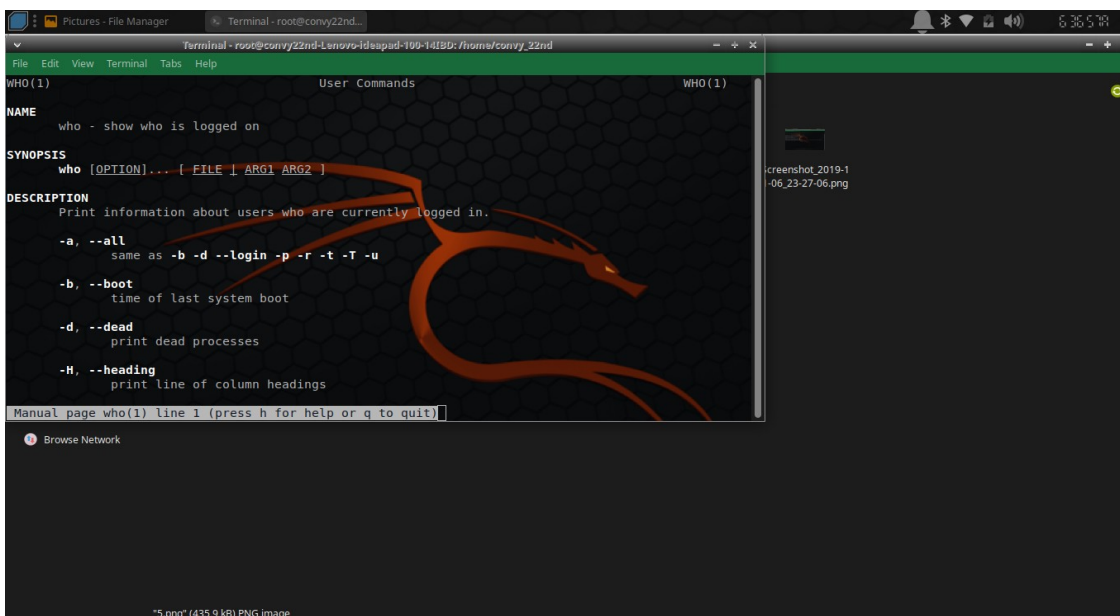 Pictures - File Manager
Terminal - root@convy22nd...
Terminal - root@convy22nd-Lenovo-ideapad-100-14IBD: /home/convy_22nd
File Edit View Terminal Tabs Help
WHO(1) User Commands WHO(1)
NAME
who - show who is logged on
SYNOPSIS
who [OPTION]... [ FILE | ARG1 ARG2 ]
DESCRIPTION
Print information about users who are currently logged in.
-a, --all
same as -b -d --login -p -r -t -T -u
-b, --boot
time of last system boot
-d, --dead
print dead processes
-H, --heading
print line of column headings
Manual page who(1) line 1 (press h for help or q to quit)
creenshot_2019-1
-06_23-27-06.png
Browse Network
"5.png" (435.9 kB) PNG image